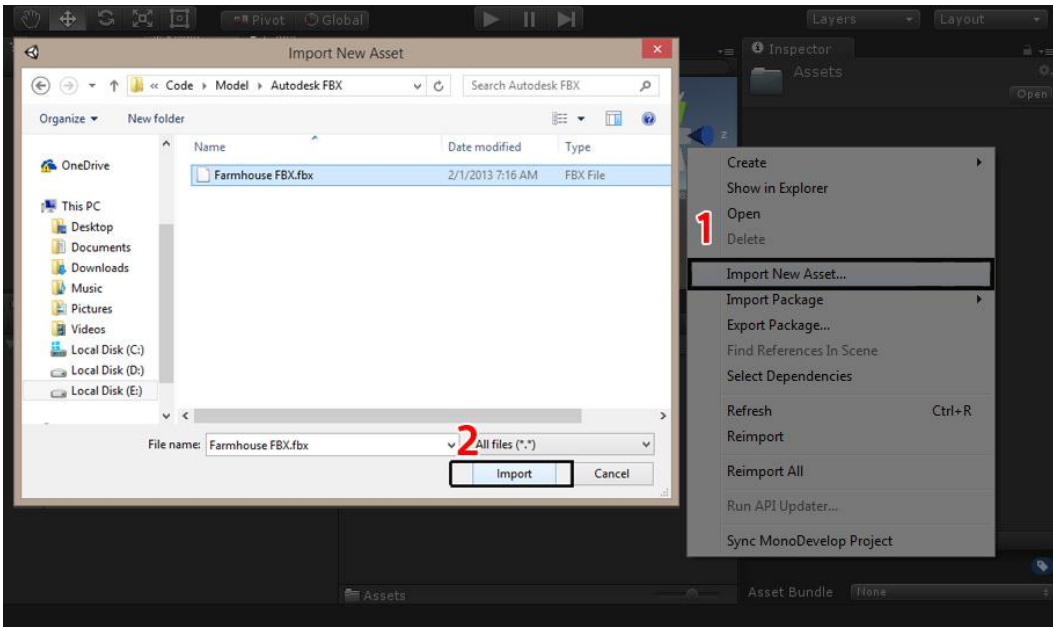 Pivot Global
Layers Layout
Import New Asset
Inspector
Assets
Open
« Code Model Autodesk FBX
Search Autodesk FBX
Organize New folder
z
Name Date modified Type
OneDrive
Farmhouse FBX.fbx 2/1/2013 7:16 AM FBX File
This PC
Desktop
Documents
Downloads
Music
Pictures
Videos
Local Disk (C:)
Local Disk (D:)
Local Disk (E:)
File name: Farmhouse FBX.fbx All files (*.*)
2
Import Cancel
1
Create
Show in Explorer
Open
Delete
Import New Asset...
Import Package
Export Package...
Find References In Scene
Select Dependencies
Refresh Ctrl+R
Reimport
Reimport All
Run API Updater...
Sync MonoDevelop Project
Assets
Asset Bundle None